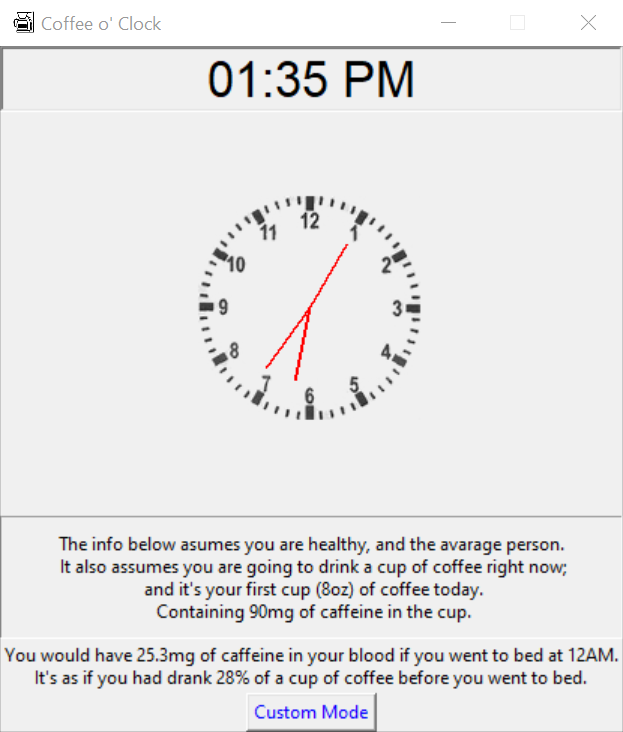 Coffee o' Clock
01:35 PM
12
11
1
10
2
9
3
8
4
7
5
6
The info below asumes you are healthy, and the avarage person.
It also assumes you are going to drink a cup of coffee right now;
and it's your first cup (8oz) of coffee today.
Containing 90mg of caffeine in the cup.
You would have 25.3mg of caffeine in your blood if you went to bed at 12AM.
It's as if you had drank 28% of a cup of coffee before you went to bed.
Custom Mode